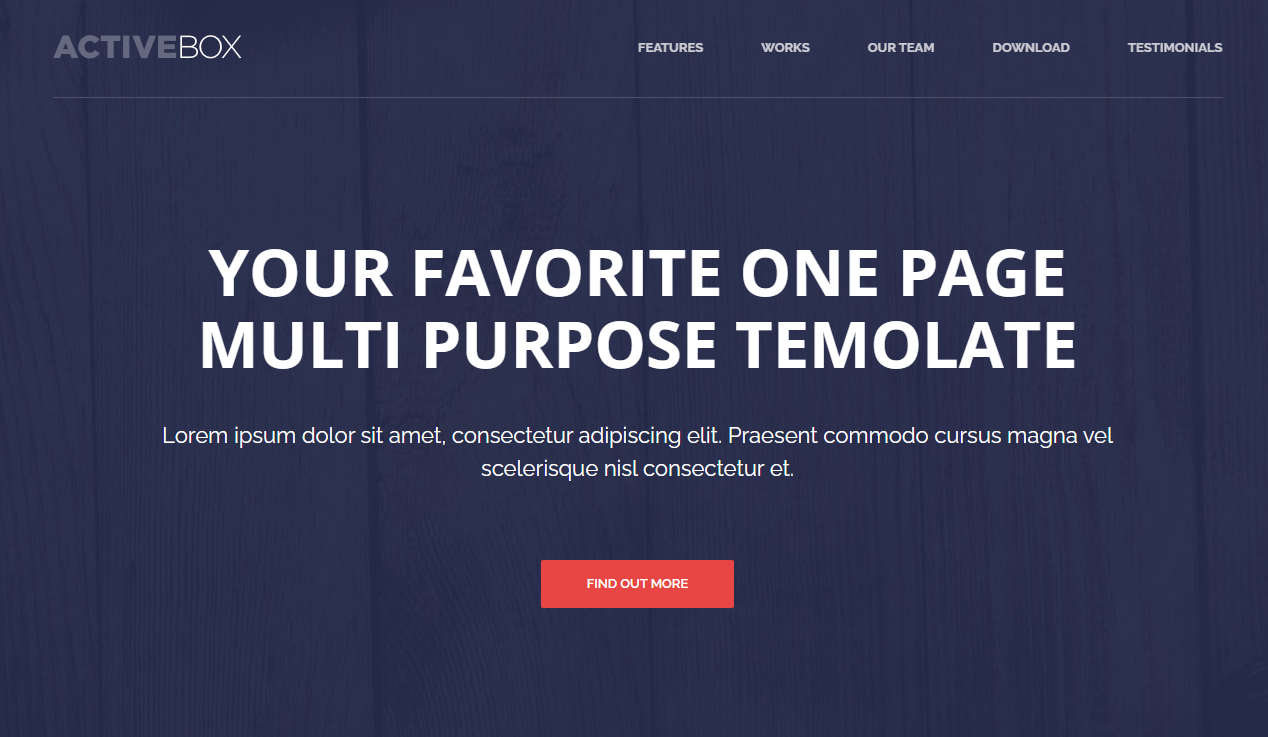 ACTIVEBOX
FEATURES WORKS OUR TEAM DOWNLOAD TESTIMONIALS
YOUR FAVORITE ONE PAGE
MULTI PURPOSE TEMOLATE
Lorem ipsum dolor sit amet, consectetur adipiscing elit. Praesent commodo cursus magna vel
scelerisque nisl consectetur et.
FIND OUT MORE